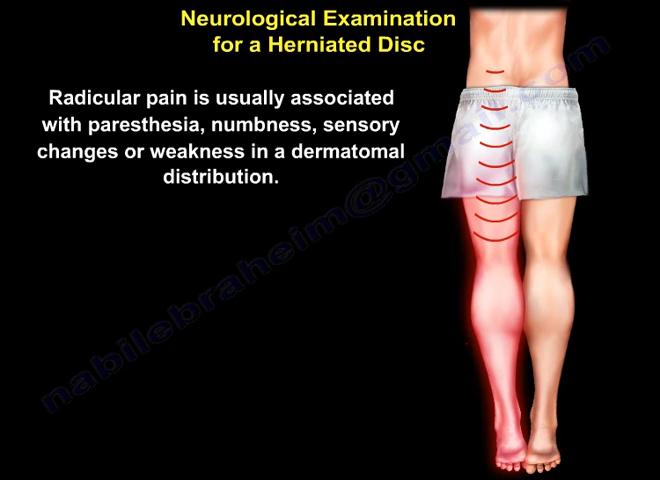 Neurological Examination
for a Herniated Disc
Radicular pain is usually associated
with paresthesia, numbness, sensory
changes or weakness in a dermatomal
distribution.
nabilebraheim@gmail.com